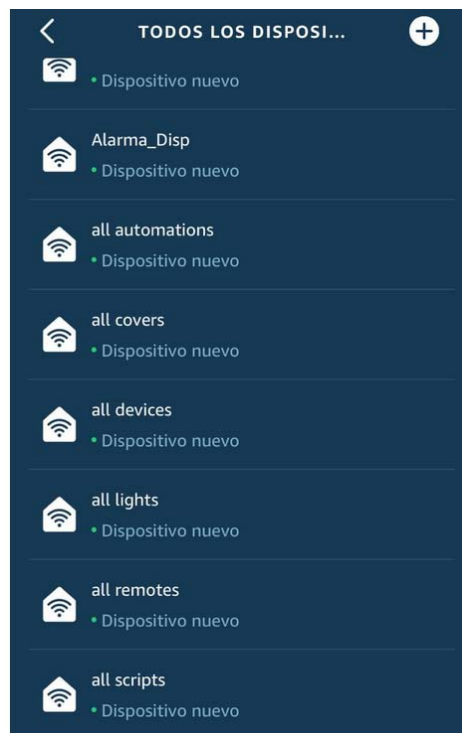 TODOS LOS DISPOSI...
• Dispositivo nuevo
Alarma_Disp
• Dispositivo nuevo
all automations
• Dispositivo nuevo
all covers
• Dispositivo nuevo
all devices
• Dispositivo nuevo
all lights
• Dispositivo nuevo
all remotes
• Dispositivo nuevo
all scripts
• Dispositivo nuevo